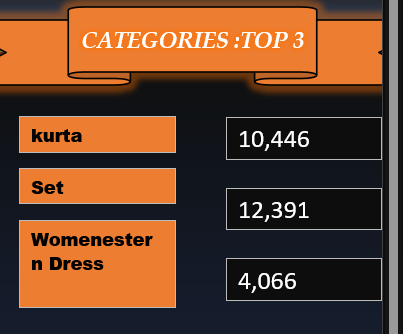 CATEGORIES :TOP 3
kurta
10,446
Set
12,391
Womenester
n Dress
4,066